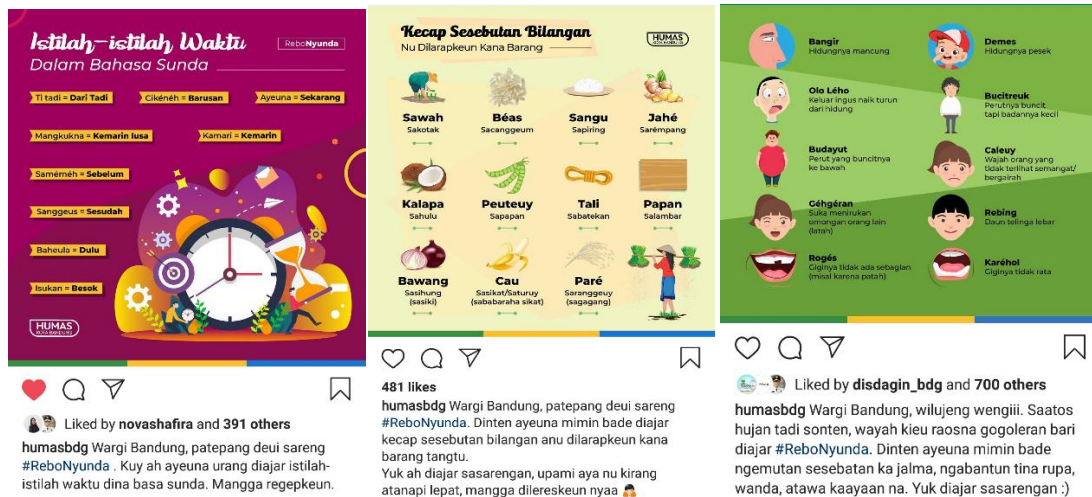 Istilah-istilah Waktu
ReboNyunda
Dalam Bahasa Sunda
Ti tadi = Dari Tadi
Cikénéh = Barusan
Ayeuna = Sekarang
Mangkukna = Kemarin lusa
Kamari = Kemarin
Saméméh = Sebelum
Sanggeus = Sesudah
Baheula = Dulu
Isukan = Besok
HUMAS
KOTA BANDUNG
Liked by novashafira and 391 others
humasbdg Wargi Bandung, patepang deui sareng
#ReboNyunda . Kuy ah ayeuna urang diajar istilah-
istilah waktu dina basa sunda. Mangga regepkeun.
Kecap Sesebutan Bilangan
Nu Dilarapkeun Kana Barang
HUMAS
KOTA BANDUNG
Sawah
Sakotak
Béas
Sacanggeum
Sangu
Sapiring
Jahé
Sarémpang
Kalapa
Sahulu
Peuteuy
Sapapan
Tali
Sabatekan
Papan
Salambar
Bawang
Sasihung
(sasiki)
Cau
Sasikat/Saturuy
(sababaraha sikat)
Paré
Saranggeuy
(sagagang)
481 likes
humasbdg Wargi Bandung, patepang deui sareng
#ReboNyunda. Dinten ayeuna mimin bade diajar
kecap sesebutan bilangan anu dilarapkeun kana
barang tangtu.
Yuk ah diajar sasarengan, upami aya nu kirang
atanapi lepat, mangga dilereskeun nyaa
Bangir
Hidungnya mancung
Demes
Hidungnya pesek
Olo Lého
Keluar ingus naik turun
dari hidung
Bucitreuk
Perutnya buncit
tapi badannya kecil
Budayut
Perut yang buncitnya
ke bawah
Caleuy
Wajah orang yang
tidak terlihat semangat/
bergairah
Géhgéran
Suka menirukan
omongan orang lain
(latah)
Rebing
Daun telinga lebar
Rogés
Giginya tidak ada sebagian
(misal karena patah)
Karéhol
Giginya tidak rata
Liked by disdagin_bdg and 700 others
humasbdg Wargi Bandung, wilujeng wengiii. Saatos
hujan tadi sonten, wayah kieu raosna gogoleran bari
diajar #ReboNyunda. Dinten ayeuna mimin bade
ngemutan sesebatan ka jalma, ngabantun tina rupa,
wanda, atawa kaayaan na. Yuk diajar sasarengan :)